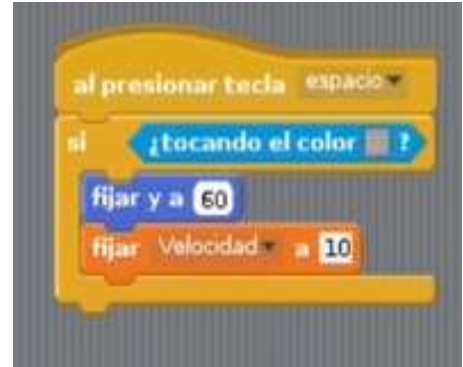 al presionar tecla espacio
si ¿tocando el color ?
fijar y a 60
fijar Velocidad a 10